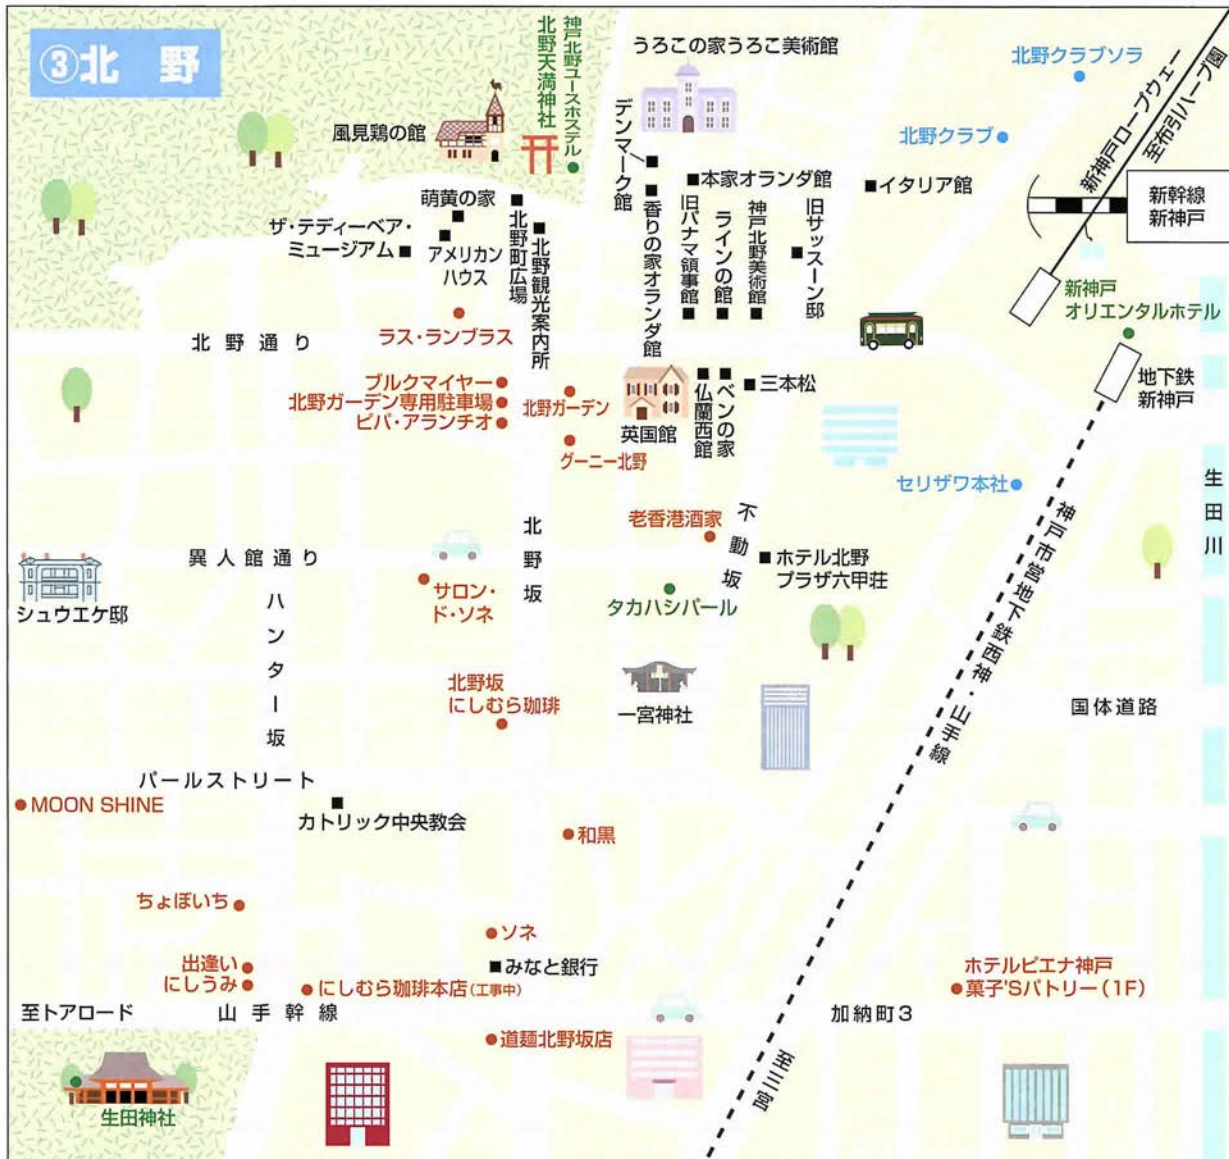 ③北 野
神戸北野ユースホステル
北野天満神社
うろこの家うろこ美術館
北野クラブソラ
風見鶏の館
デンマーク館
北野クラブ
新神戸ロープウェー
至布引ハーブ園
本家オランダ館
イタリア館
新幹線
新神戸
萌黄の家
ザ・テディーベア・
ミュージアム
アメリカン
ハウス
北野町広場
北野観光案内所
香りの家オランダ館
旧パナマ領事館
ラインの館
神戸北野美術館
旧サッスーン邸
新神戸
オリエンタルホテル
北野通り
ラス・ランブラス
ブルクマイヤー
北野ガーデン専用駐車場
ビバ・アランチオ
北野ガーデン
グーニー北野
英国館
仏蘭西館
ベンの家
三本松
地下鉄
新神戸
セリザワ本社
生田川
老香港酒家
不動坂
北野坂
異人館通り
ホテル北野
プラザ六甲荘
神戸市営地下鉄西神・山手線
シュウエケ邸
ハンター坂
サロン・
ド・ソネ
タカハシパール
北野坂
にしむら珈琲
一宮神社
国体道路
パールストリート
MOON SHINE
カトリック中央教会
和黒
ちょぼいち
ソネ
みなと銀行
出逢い
にしうみ
にしむら珈琲本店(工事中)
ホテルピエナ神戸
菓子'Sパトリー(1F)
至トアロード
山手幹線
加納町3
道麺北野坂店
至三宮
生田神社